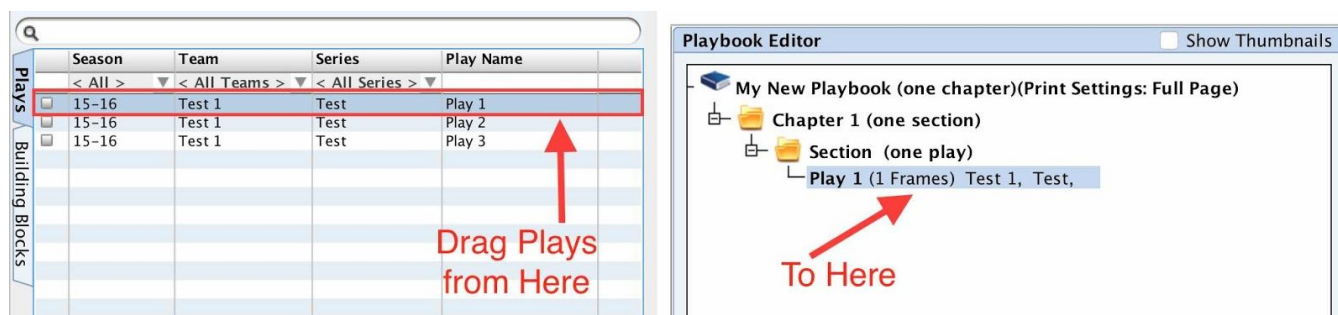 Season Team Series Play Name
< All > < All Teams > < All Series >
15-16 Test 1 Test Play 1
15-16 Test 1 Test Play 2
15-16 Test 1 Test Play 3
Plays
Building Blocks
Drag Plays
from Here
Playbook Editor Show Thumbnails
My New Playbook (one chapter)(Print Settings: Full Page)
Chapter 1 (one section)
Section (one play)
Play 1 (1 Frames) Test 1, Test,
To Here